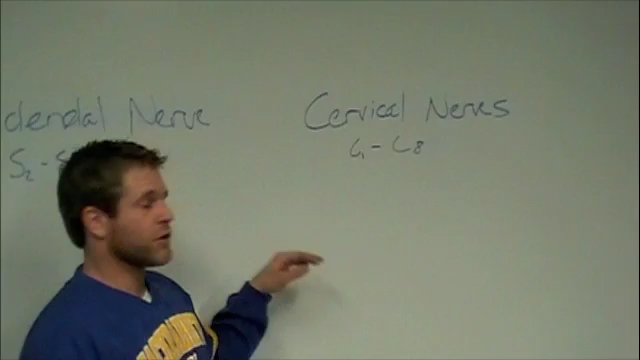 dendal Nerve
S₂ - S
Cervical Nerves
C₁ - C₈